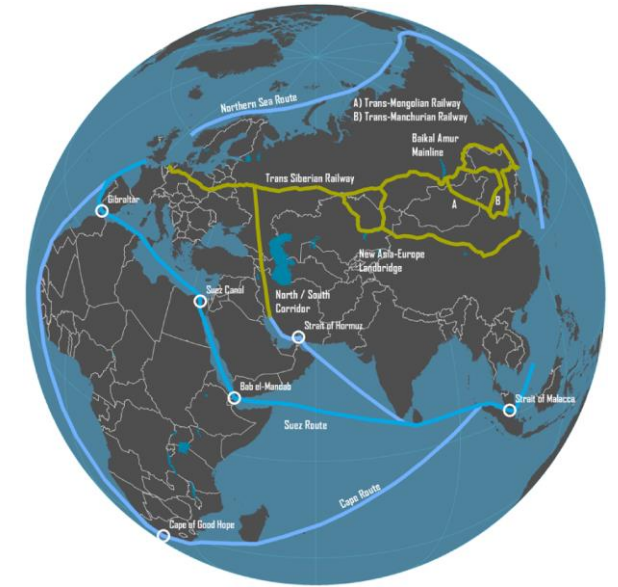 Northern Sea Route
A) Trans-Mongolian Railway
B) Trans-Manchurian Railway
Baikal Amur
Mainline
Trans Siberian Railway
A
B
Gibraltar
New Asia-Europe
Landbridge
Suez Canal
North / South
Corridor
Strait of Hormuz
Bab el-Mandab
Strait of Malacca
Suez Route
Cape Route
Cape of Good Hope